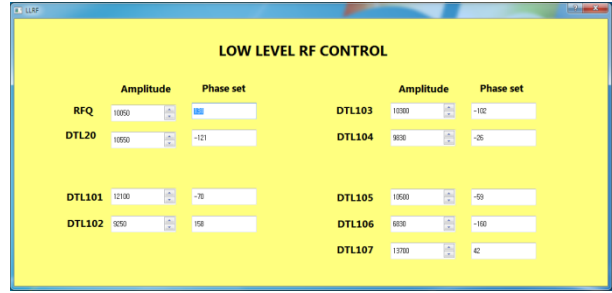 LLRF
LOW LEVEL RF CONTROL
Amplitude Phase set Amplitude Phase set
RFQ 10050 DTL103 10300 -102
DTL20 10550 -121 DTL104 9830 -26
DTL101 12100 -70 DTL105 10500 -59
DTL102 9250 158 DTL106 6830 -160
DTL107 13700 42